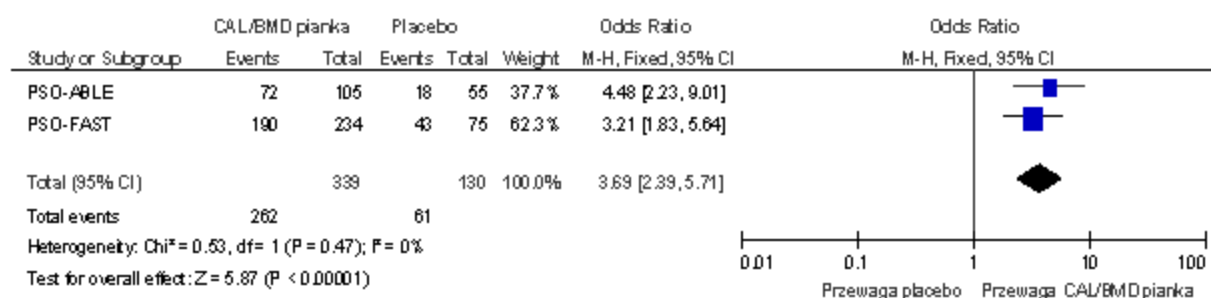 CAL/BMD pianka Placebo Odds Ratio Odds Ratio
Study or Subgroup Events Total Events Total Weight M-H, Fixed, 95% CI M-H, Fixed, 95% CI
PSO-ABLE 72 105 18 55 37.7% 4.48 [2.23, 9.01]
PSO-FAST 190 234 43 75 62.3% 3.21 [1.83, 5.64]
Total (95% CI) 339 130 100.0% 3.69 [2.39, 5.71]
Total events 262 61
Heterogeneity: Chi² = 0.53, df = 1 (P = 0.47); I² = 0%
Test for overall effect: Z = 5.87 (P < 0.00001)
0.01 0.1 1 10 100
Przewaga placebo Przewaga CAL/BMD pianka